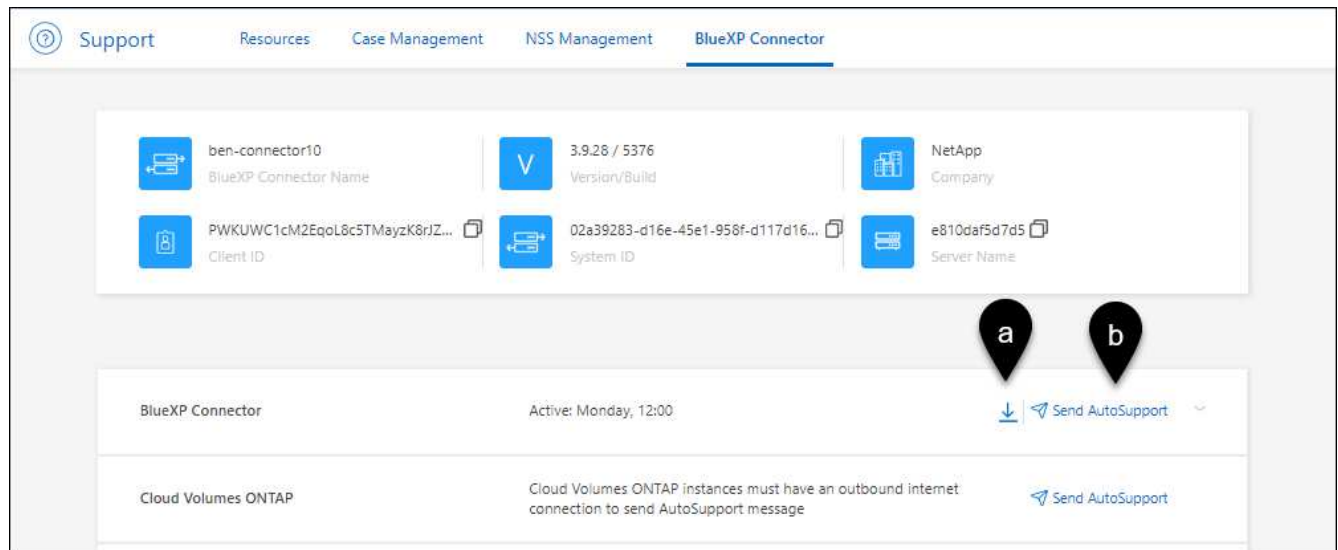 Support Resources Case Management NSS Management BlueXP Connector
ben-connector10 3.9.28 / 5376 NetApp
BlueXP Connector Name V Version/Build Company
PWKUWC1cM2EqoL8c5TMayzK8rJZ... 02a39283-d16e-45e1-958f-d117d16... e810daf5d7d5
Client ID System ID Server Name
a b
BlueXP Connector Active: Monday, 12:00 Send AutoSupport
Cloud Volumes ONTAP Cloud Volumes ONTAP instances must have an outbound internet Send AutoSupport
connection to send AutoSupport message